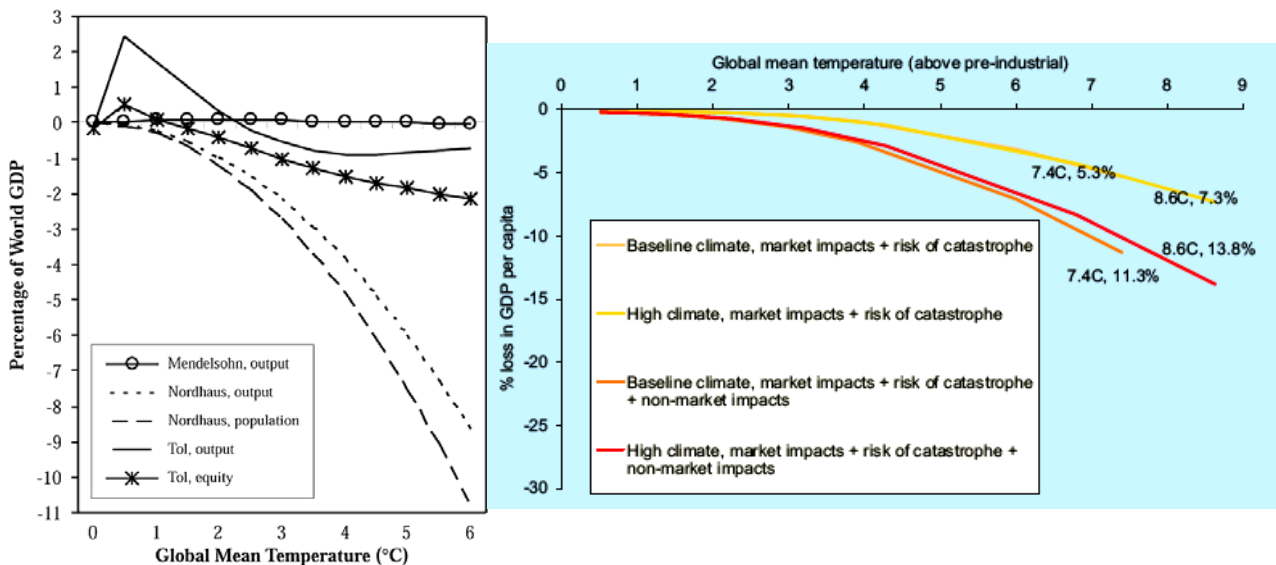 3
2
1
0
-1
-2
-3
-4
-5
-6
-7
-8
-9
-10
-11
Percentage of World GDP
Mendelsohn, output
Nordhaus, output
Nordhaus, population
Tol, output
Tol, equity
0 1 2 3 4 5 6
Global Mean Temperature (°C)
Global mean temperature (above pre-industrial)
0 1 2 3 4 5 6 7 8 9
0
-5
-10
-15
-20
-25
-30
% loss in GDP per capita
7.4C, 5.3%
8.6C, 7.3%
8.6C, 13.8%
7.4C, 11.3%
Baseline climate, market impacts + risk of catastrophe
High climate, market impacts + risk of catastrophe
Baseline climate, market impacts + risk of catastrophe
+ non-market impacts
High climate, market impacts + risk of catastrophe +
non-market impacts